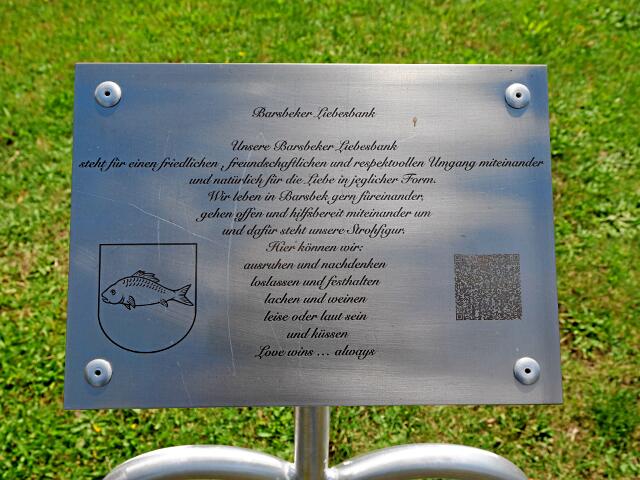 Barsbeker Liebesbank
Unsere Barsbeker Liebesbank
steht für einen friedlichen , freundschaftlichen und respektvollen Umgang miteinander
und natürlich für die Liebe in jeglicher Form.
Wir leben in Barsbek gern füreinander,
gehen offen und hilfsbereit miteinander um
und dafür steht unsere Strohfigur.
Hier können wir:
ausruhen und nachdenken
loslassen und festhalten
lachen und weinen
leise oder laut sein
und küssen
Love wins ... always